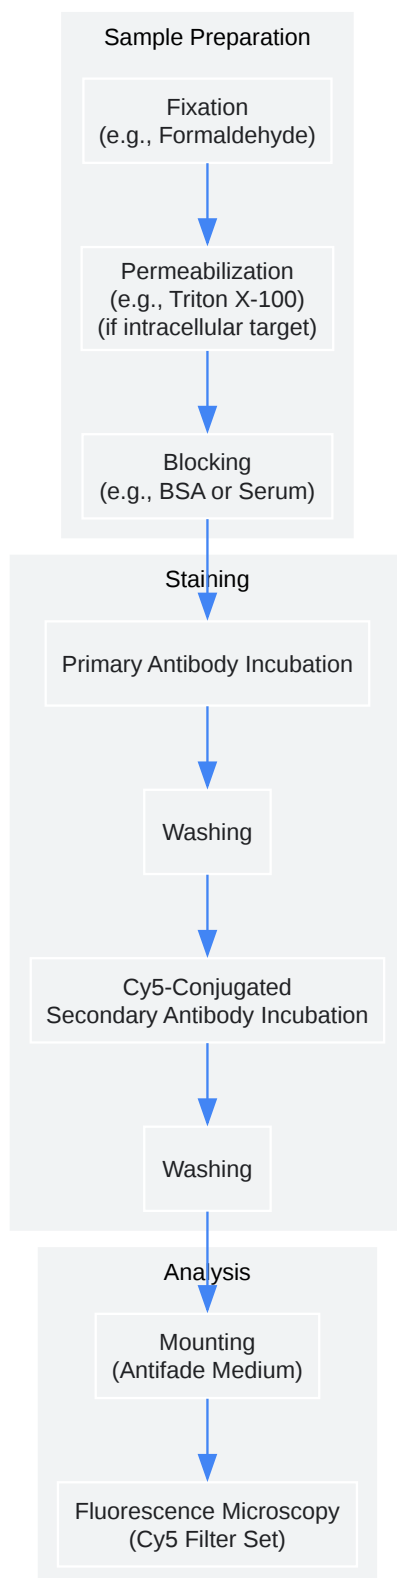 Sample Preparation
Fixation
(e.g., Formaldehyde)
Permeabilization
(e.g., Triton X-100)
(if intracellular target)
Blocking
(e.g., BSA or Serum)
Staining
Primary Antibody Incubation
Washing
Cy5-Conjugated
Secondary Antibody Incubation
Washing
Analysis
Mounting
(Antifade Medium)
Fluorescence Microscopy
(Cy5 Filter Set)